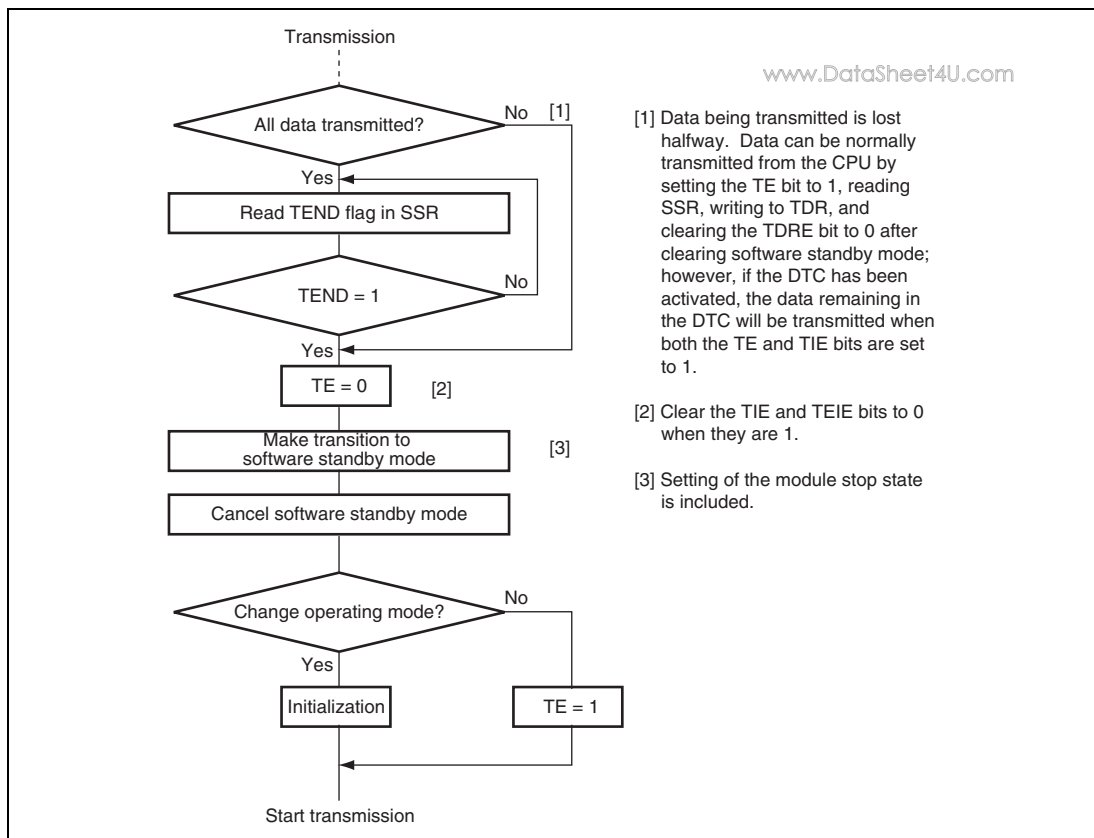 Transmission
www.DataSheet4U.com
All data transmitted?
No [1]
Yes
Read TEND flag in SSR
TEND = 1
No
Yes
TE = 0
[2]
Make transition to
software standby mode
[3]
Cancel software standby mode
Change operating mode?
No
Yes
Initialization
TE = 1
Start transmission
[1] Data being transmitted is lost
halfway. Data can be normally
transmitted from the CPU by
setting the TE bit to 1, reading
SSR, writing to TDR, and
clearing the TDRE bit to 0 after
clearing software standby mode;
however, if the DTC has been
activated, the data remaining in
the DTC will be transmitted when
both the TE and TIE bits are set
to 1.
[2] Clear the TIE and TEIE bits to 0
when they are 1.
[3] Setting of the module stop state
is included.